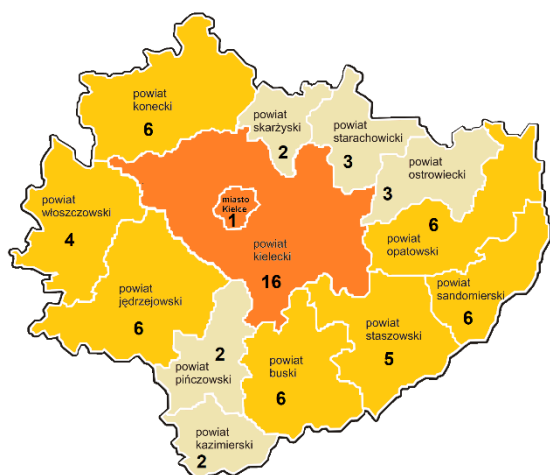 powiat
konecki
6
powiat
skarżyski
2
powiat
starachowicki
3
powiat
ostrowiecki
3
powiat
włoszczowski
4
miasto
Kielce
1
powiat
kielecki
16
6
powiat
opatowski
powiat
sandomierski
6
powiat
jędrzejowski
6
powiat
staszowski
5
2
powiat
pińczowski
powiat
buski
6
powiat
kazimierski
2